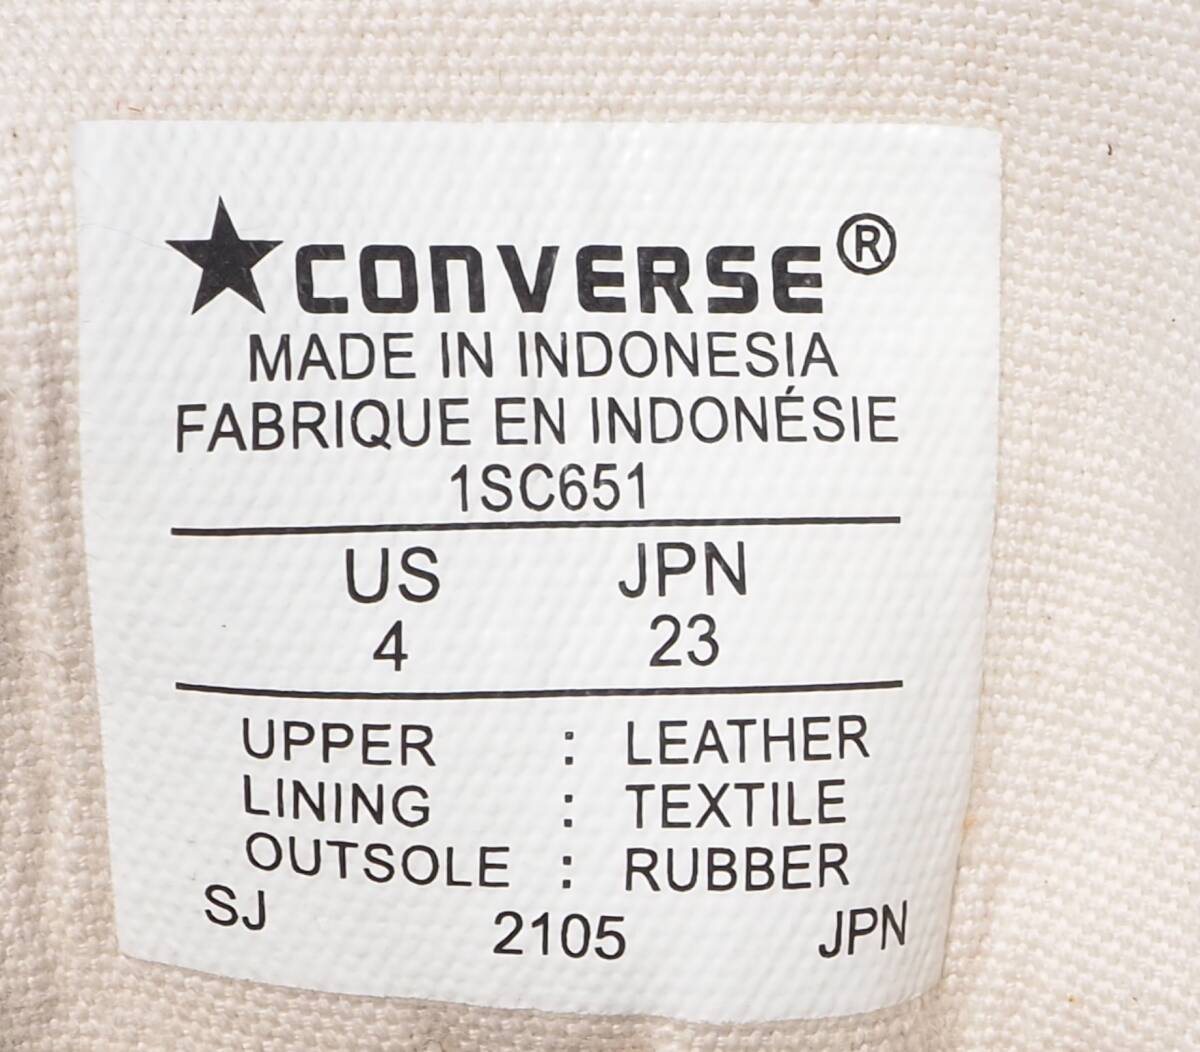 ★CONVERSE®
MADE IN INDONESIA
FABRIQUE EN INDONÉSIE
1SC651
US JPN
4 23
UPPER : LEATHER
LINING : TEXTILE
OUTSOLE : RUBBER
SJ 2105 JPN